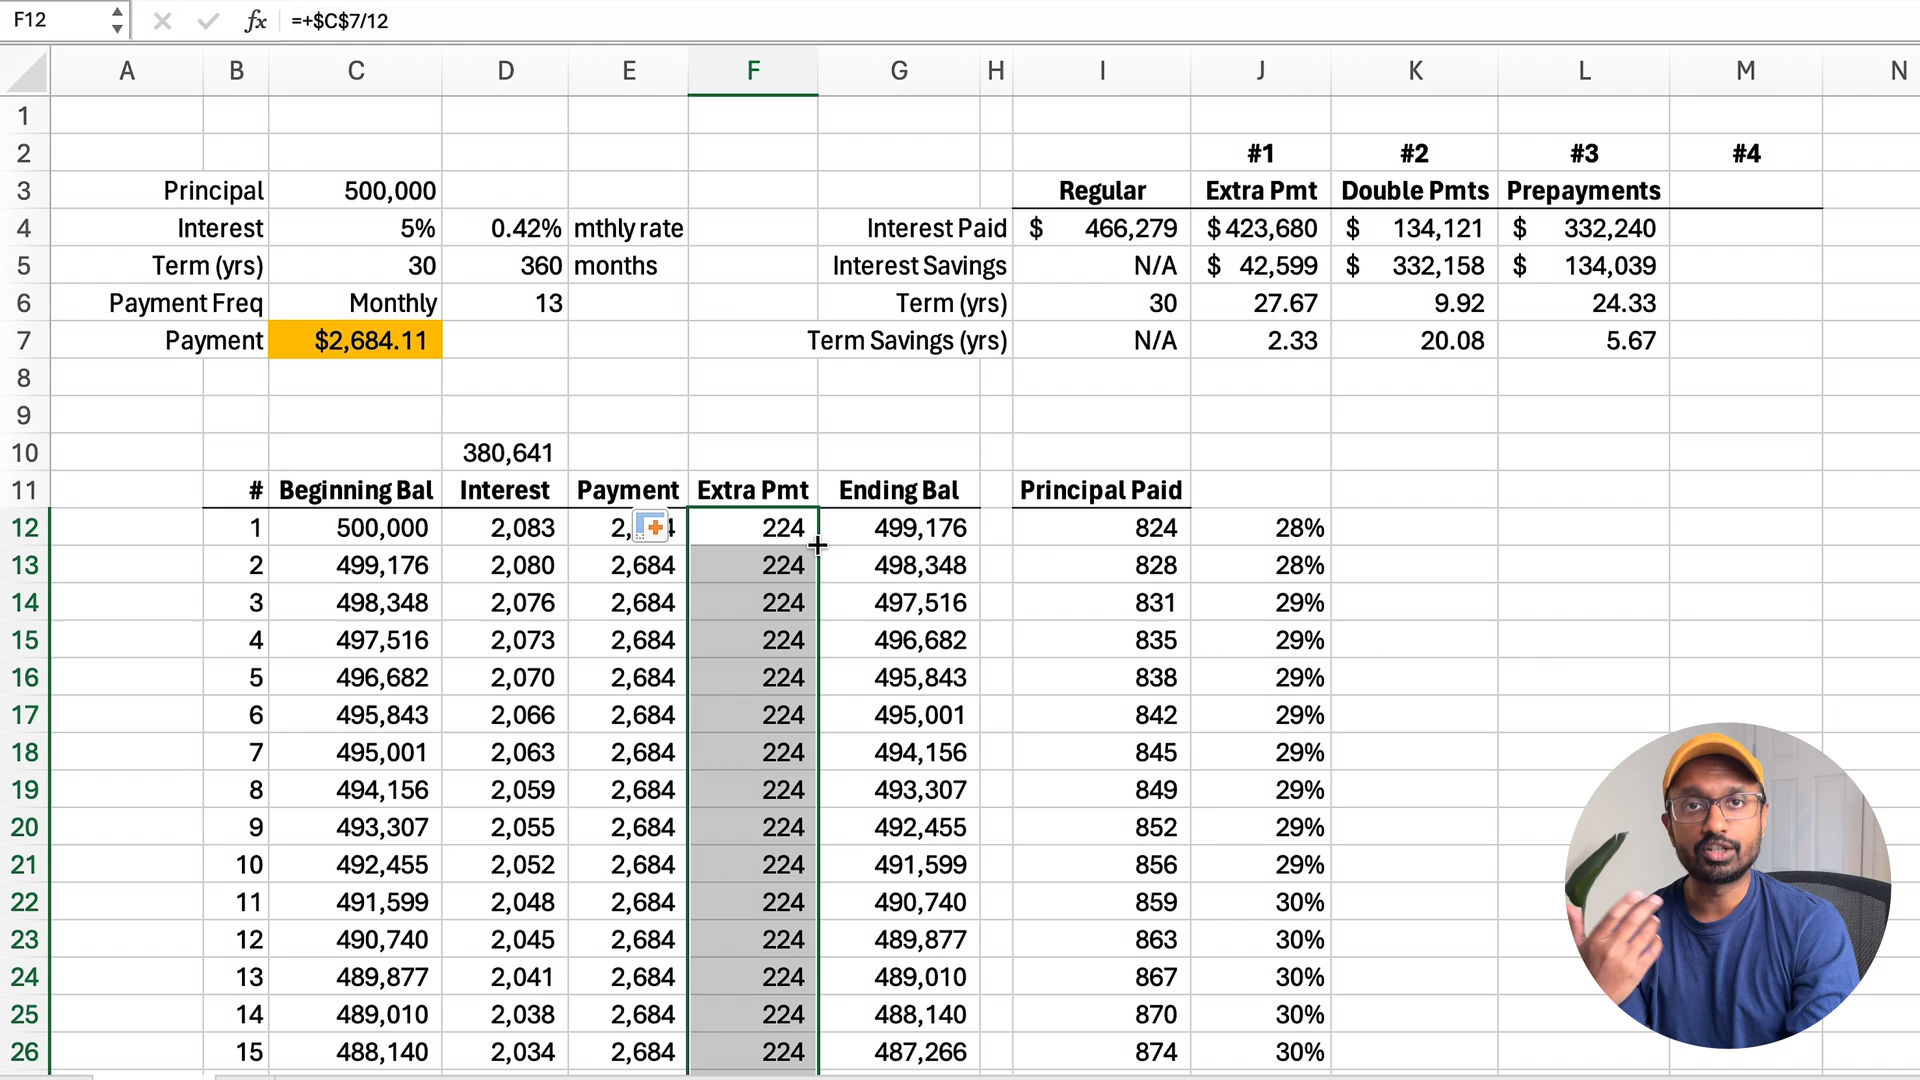 F12 fx =+$C$7/12
A B C D E F G H I J K L M N
1
2 #1 #2 #3 #4
3 Principal 500,000 Regular Extra Pmt Double Pmts Prepayments
4 Interest 5% 0.42% mthly rate Interest Paid $ 466,279 $ 423,680 $ 134,121 $ 332,240
5 Term (yrs) 30 360 months Interest Savings N/A $ 42,599 $ 332,158 $ 134,039
6 Payment Freq Monthly 13 Term (yrs) 30 27.67 9.92 24.33
7 Payment $2,684.11 Term Savings (yrs) N/A 2.33 20.08 5.67
8
9
10 380,641
11 # Beginning Bal Interest Payment Extra Pmt Ending Bal Principal Paid
12 1 500,000 2,083 224 499,176 824 28%
13 2 499,176 2,080 2,684 224 498,348 828 28%
14 3 498,348 2,076 2,684 224 497,516 831 29%
15 4 497,516 2,073 2,684 224 496,682 835 29%
16 5 496,682 2,070 2,684 224 495,843 838 29%
17 6 495,843 2,066 2,684 224 495,001 842 29%
18 7 495,001 2,063 2,684 224 494,156 845 29%
19 8 494,156 2,059 2,684 224 493,307 849 29%
20 9 493,307 2,055 2,684 224 492,455 852 29%
21 10 492,455 2,052 2,684 224 491,599 856 29%
22 11 491,599 2,048 2,684 224 490,740 859 30%
23 12 490,740 2,045 2,684 224 489,877 863 30%
24 13 489,877 2,041 2,684 224 489,010 867 30%
25 14 489,010 2,038 2,684 224 488,140 870 30%
26 15 488,140 2,034 2,684 224 487,266 874 30%